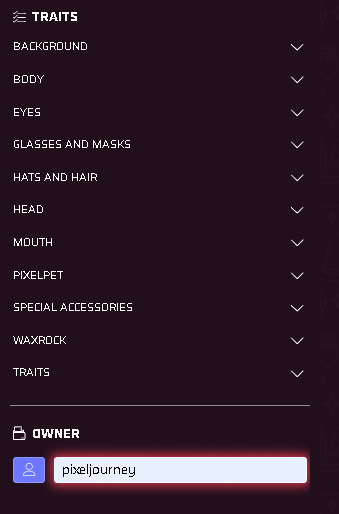 TRAITS
BACKGROUND
BODY
EYES
GLASSES AND MASKS
HATS AND HAIR
HEAD
MOUTH
PIXELPET
SPECIAL ACCESSORIES
WAXROCK
TRAITS
OWNER
pixeljourney